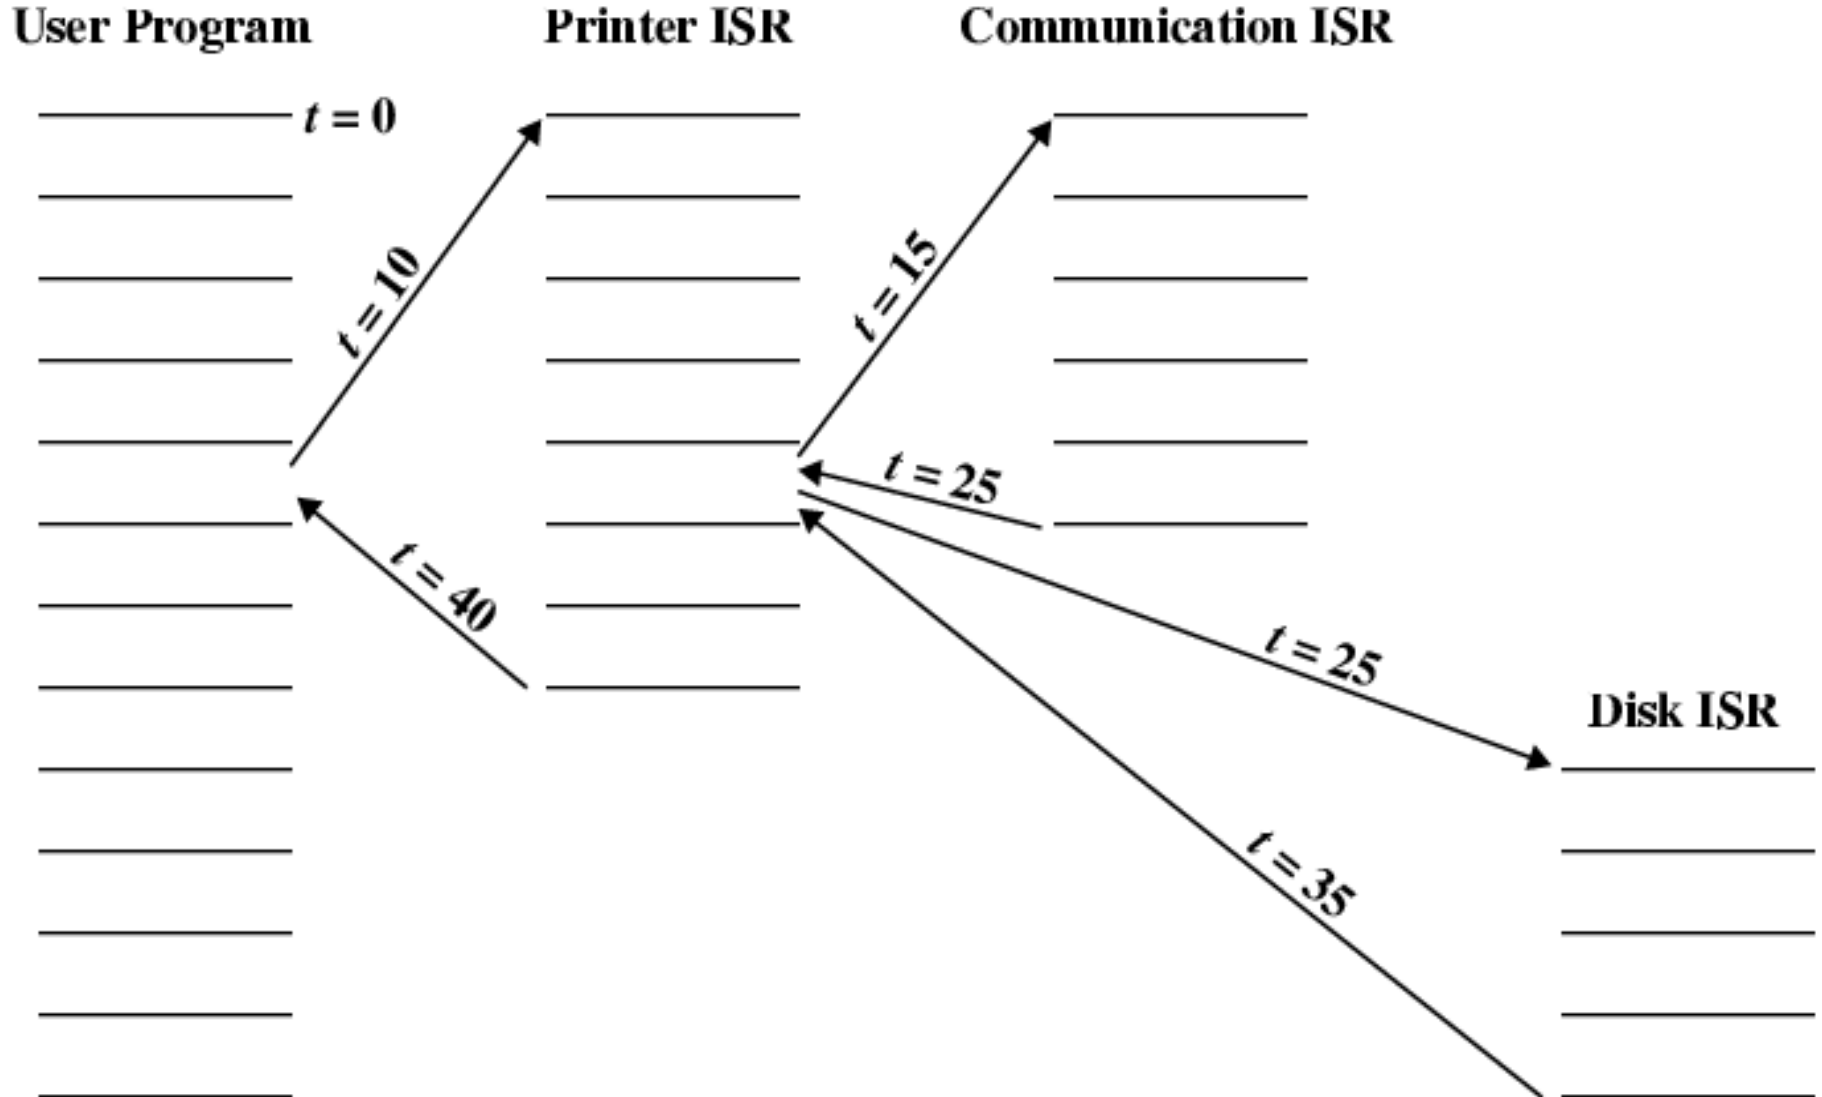 User Program
Printer ISR
Communication ISR
t = 0
t = 10
t = 15
t = 25
t = 40
t = 25
Disk ISR
t = 35